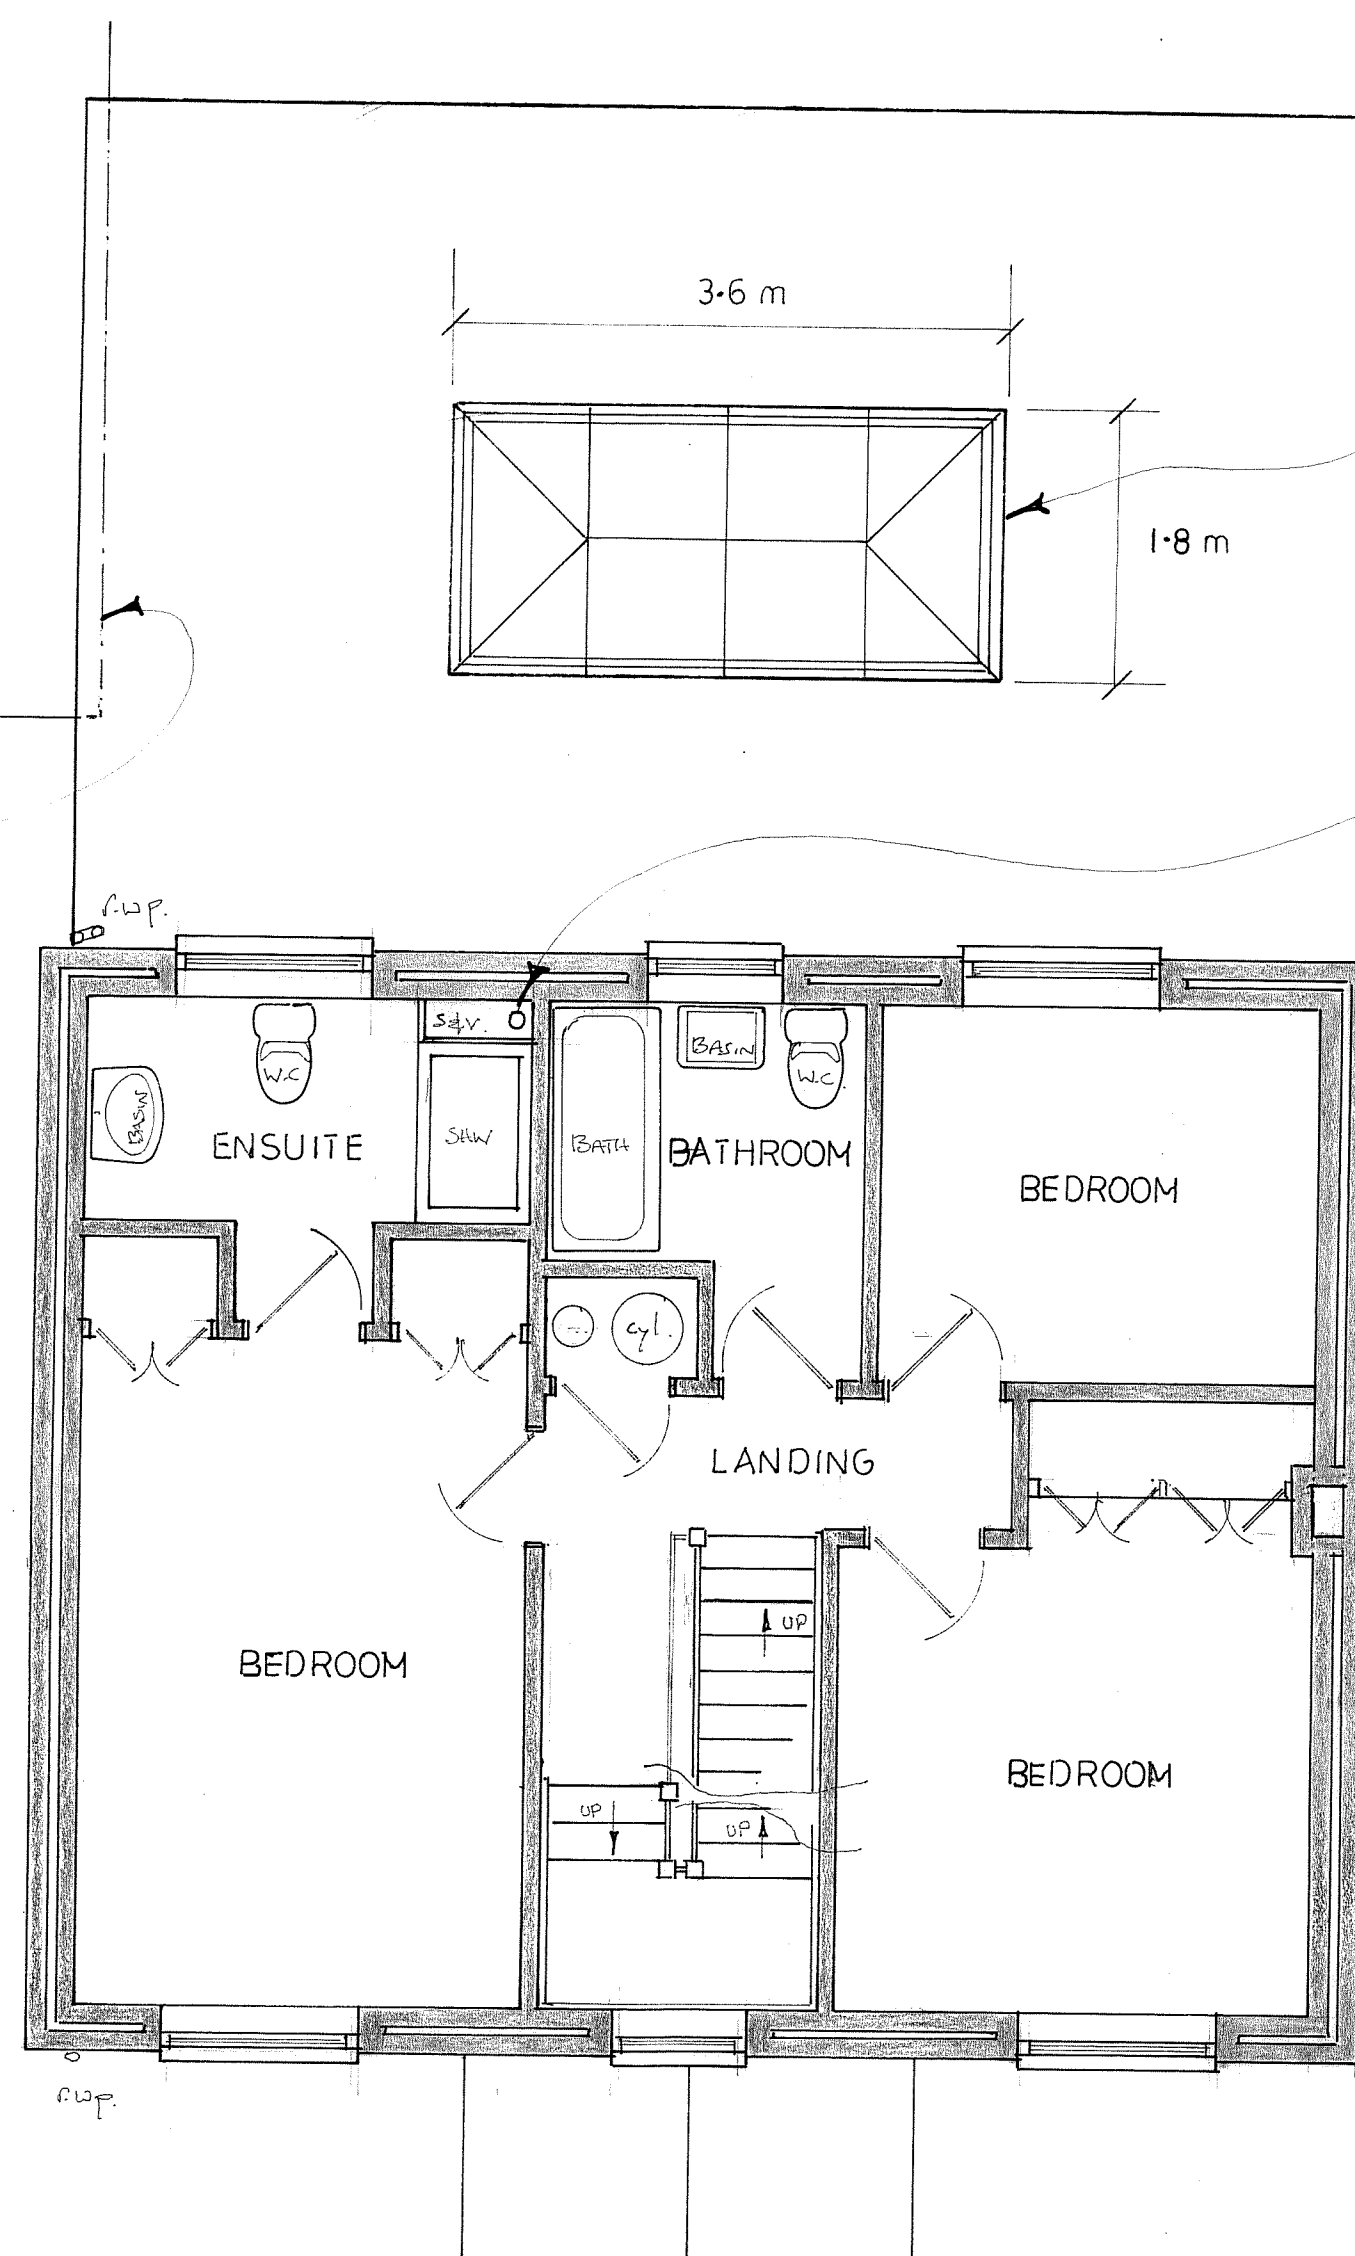 3.6 m
1.8 m
r.w.p.
S&V.
BASIN
W.C
W.C.
BASIN
ENSUITE
SHW
BATH
BATHROOM
BEDROOM
cyl.
LANDING
UP
BEDROOM
BEDROOM
UP
UP
r.w.p.